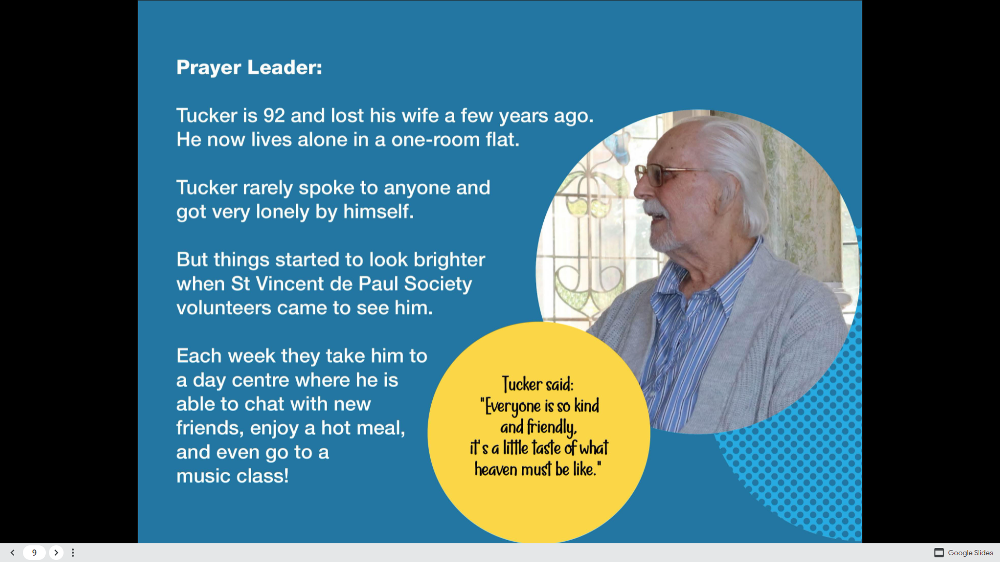 Prayer Leader:
Tucker is 92 and lost his wife a few years ago.
He now lives alone in a one-room flat.
Tucker rarely spoke to anyone and
got very lonely by himself.
But things started to look brighter
when St Vincent de Paul Society
volunteers came to see him.
Each week they take him to
a day centre where he is
able to chat with new
friends, enjoy a hot meal,
and even go to a
music class!
Tucker said:
"Everyone is so kind
and friendly,
it's a little taste of what
heaven must be like."
9
Google Slides